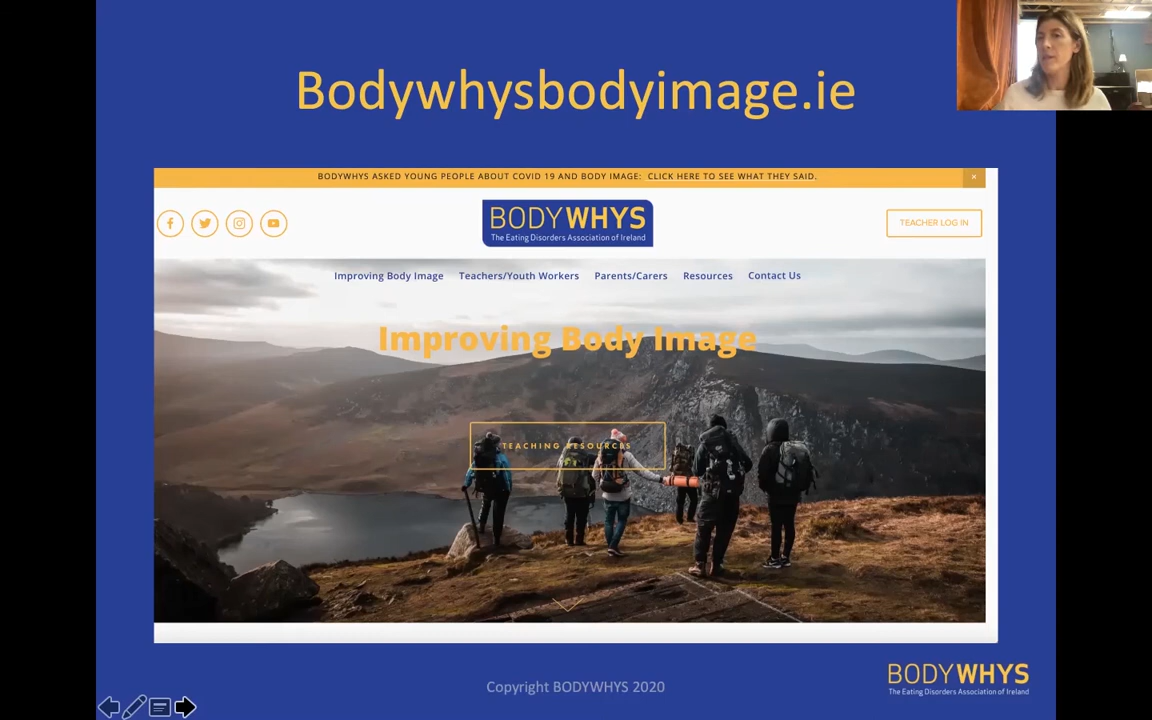 Bodywhysbodyimage.ie
BODYWHYS ASKED YOUNG PEOPLE ABOUT COVID 19 AND BODY IMAGE: CLICK HERE TO SEE WHAT THEY SAID.
×
BODYWHYS
The Eating Disorders Association of Ireland
TEACHER LOG IN
Improving Body Image Teachers/Youth Workers Parents/Carers Resources Contact Us
Improving Body Image
TEACHING RESOURCES
Copyright BODYWHYS 2020
BODYWHYS
The Eating Disorders Association of Ireland